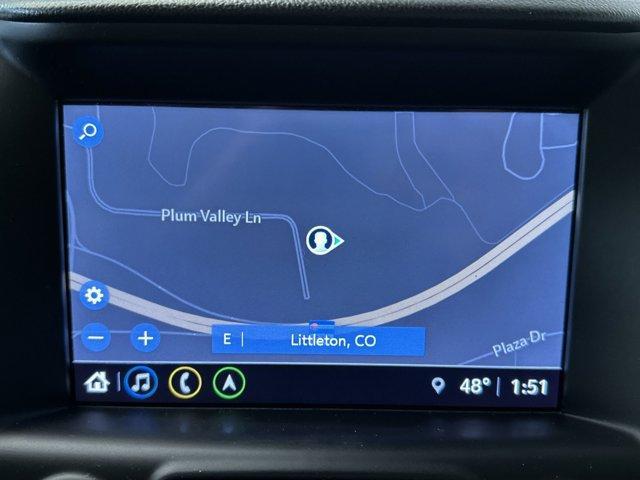 Plum Valley Ln
E | Littleton, CO
Plaza Dr
48° | 1:51